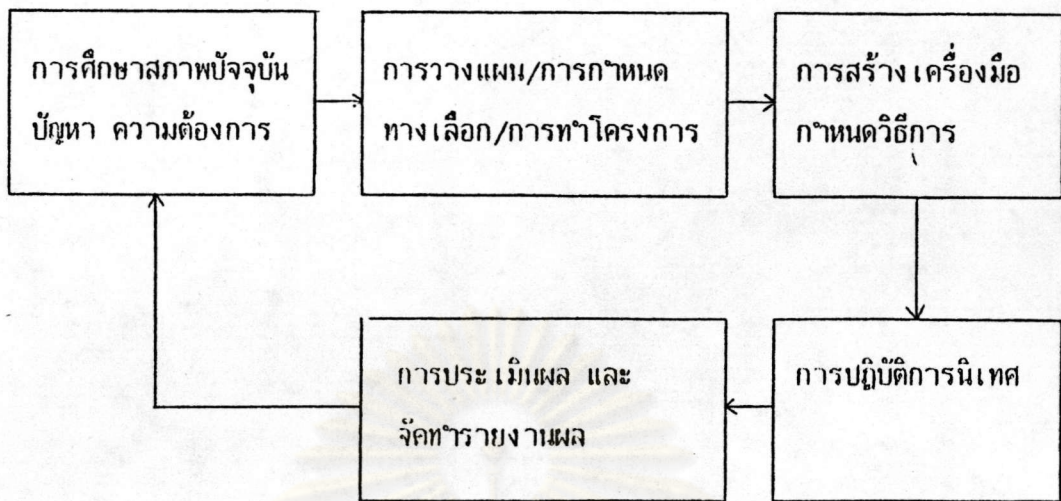 การศึกษาสภาพปัจจุบัน
ปัญหา ความต้องการ
การวางแผน/การกำหนด
ทางเลือก/การทำโครงการ
การสร้างเครื่องมือ
กำหนดวิธีการ
การประเมินผล และ
จัดทำรายงานผล
การปฏิบัติการนิเทศ